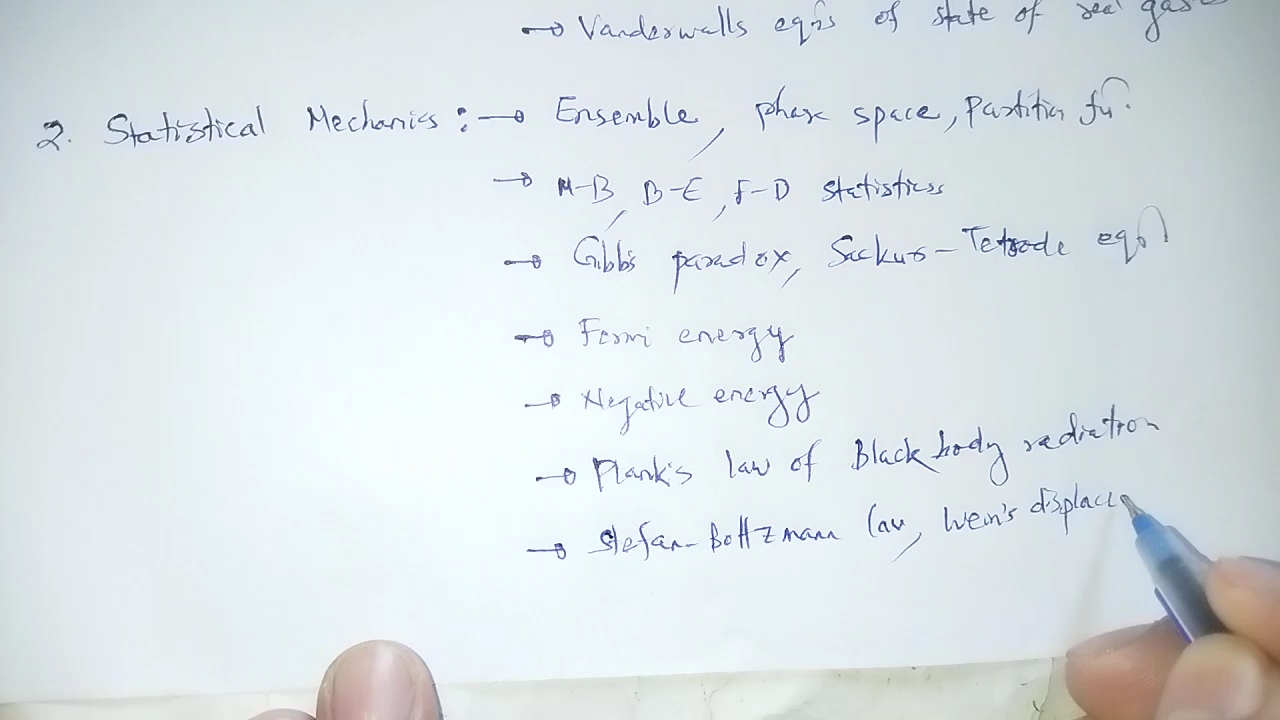 → Vanderwalls eqns of state of real gas
2. Statistical Mechanics :→ Ensemble, phase space, Partition fn.
→ M-B, B-E, F-D statistics
→ Gibbs paradox, Sackur-Tetrode eqn
→ Fermi energy
→ Negative energy
→ Plank's law of Black body radiation
→ Stefan-Boltzmann law, Wein's displace